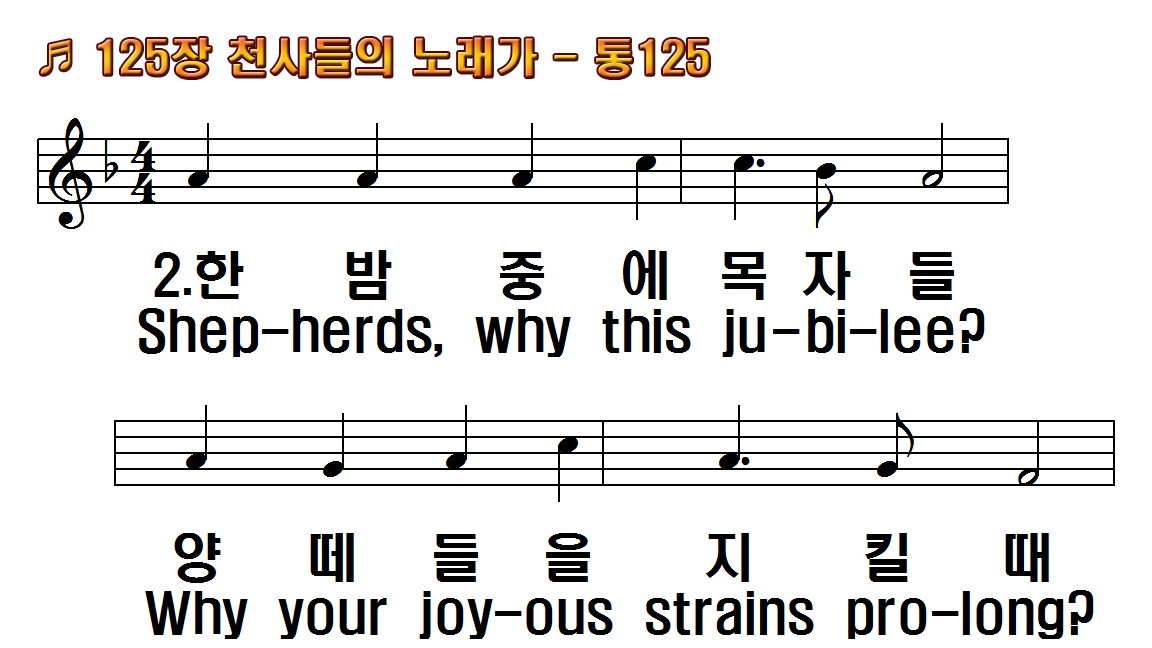 ♬ 125장 천사들의 노래가 - 통125
2.한 밤 중 에 목 자 들
Shep-herds, why this ju-bi-lee?
양 떼 들 을 지 킬 때
Why your joy-ous strains pro-long?